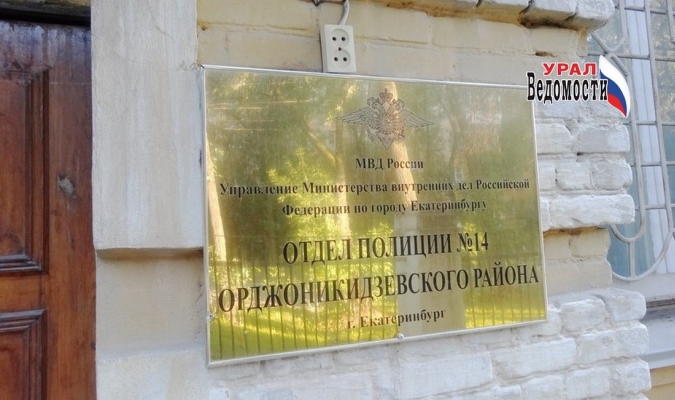 УРАЛ
Ведомости
МВД России
Управление Министерства внутренних дел Российской
Федерации по городу Екатеринбургу
ОТДЕЛ ПОЛИЦИИ №14
ОРДЖОНИКИДЗЕВСКОГО РАЙОНА
г. Екатеринбург